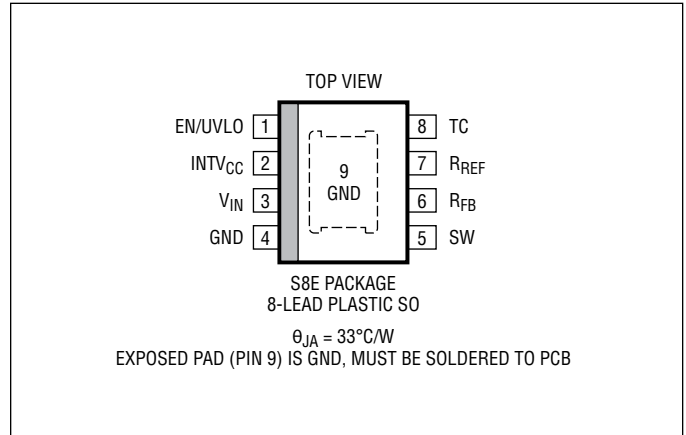 TOP VIEW
EN/UVLO 1
INTVCC 2
VIN 3
GND 4
9
GND
8 TC
7 RREF
6 RFB
5 SW
S8E PACKAGE
8-LEAD PLASTIC SO
θJA = 33°C/W
EXPOSED PAD (PIN 9) IS GND, MUST BE SOLDERED TO PCB